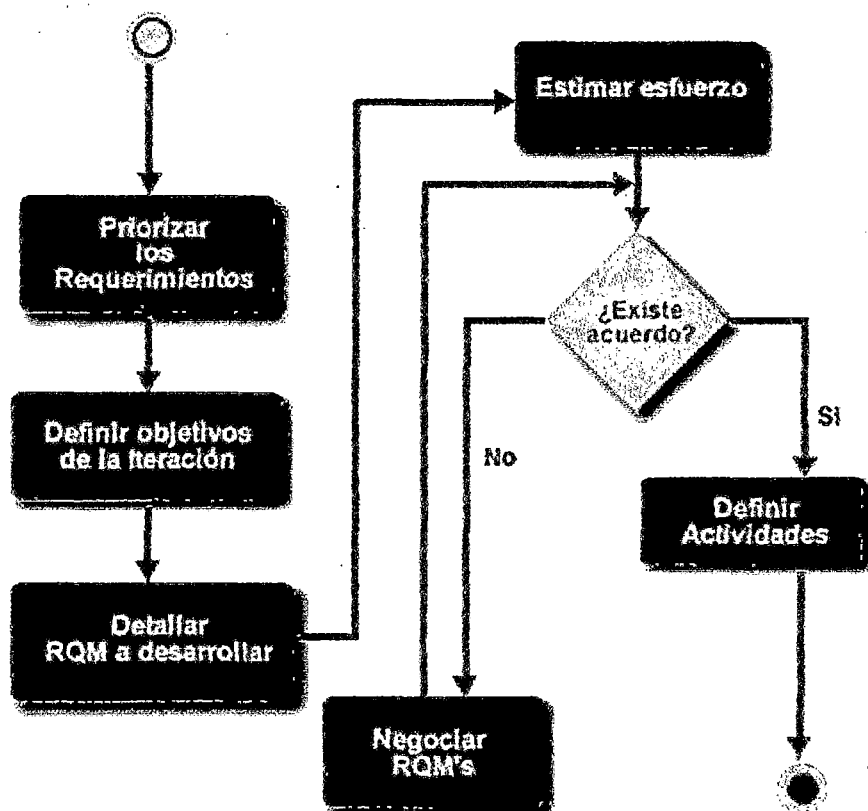 Priorizar
los
Requerimientos
Definir objetivos
de la iteración
Detallar
RQM a desarrollar
Estimar esfuerzo
¿Existe
acuerdo?
No
Si
Negociar
RQM's
Definir
Actividades